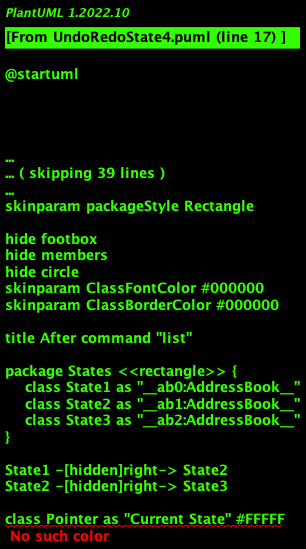 PlantUML 1.2022.10
[From UndoRedoState4.puml (line 17) ]
@startuml
...
... ( skipping 39 lines )
...
skinparam packageStyle Rectangle
hide footbox
hide members
hide circle
skinparam ClassFontColor #000000
skinparam ClassBorderColor #000000
title After command "list"
package States <<rectangle>> {
class State1 as "__ab0:AddressBook__"
class State2 as "__ab1:AddressBook__"
class State3 as "__ab2:AddressBook__"
}
State1 -[hidden]right-> State2
State2 -[hidden]right-> State3
class Pointer as "Current State" #FFFFF
No such color